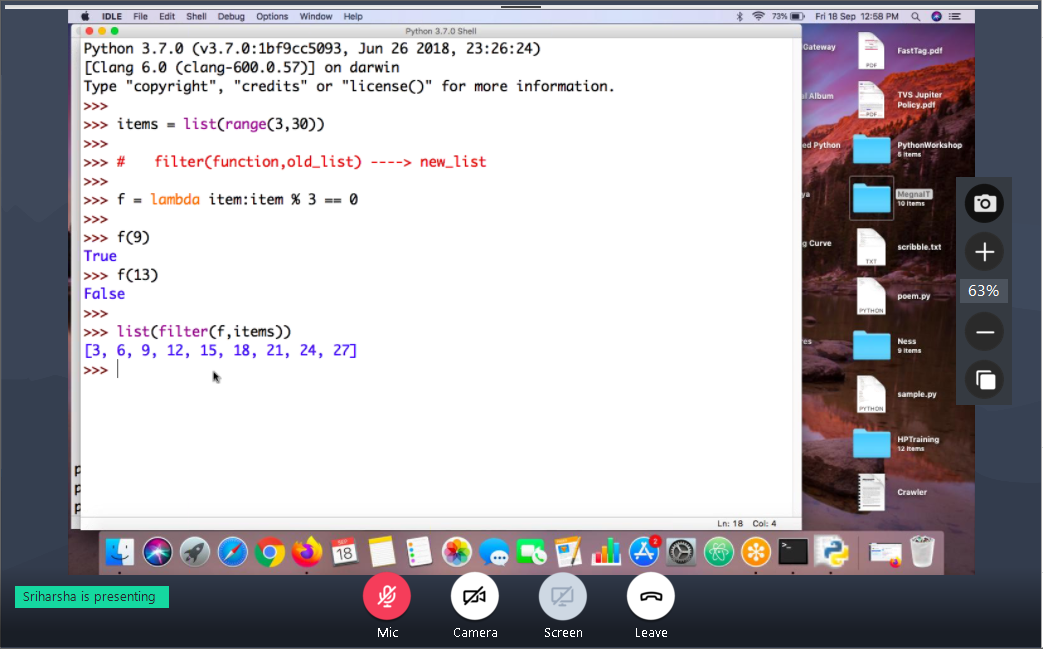 IDLE File Edit Shell Debug Options Window Help 73% Fri 18 Sep 12:58 PM
Python 3.7.0 Shell
Python 3.7.0 (v3.7.0:1bf9cc5093, Jun 26 2018, 23:26:24)
[Clang 6.0 (clang-600.0.57)] on darwin
Type "copyright", "credits" or "license()" for more information.
>>>
>>> items = list(range(3,30))
>>>
>>> #   filter(function,old_list) ----> new_list
>>>
>>> f = lambda item:item % 3 == 0
>>>
>>> f(9)
True
>>> f(13)
False
>>>
>>> list(filter(f,items))
[3, 6, 9, 12, 15, 18, 21, 24, 27]
>>>
Ln: 18 Col: 4
Gateway
FastTag.pdf
PDF
al Album
TVS Jupiter
Policy.pdf
PDF
ed Python
PythonWorkshop
6 items
MegnaIT
10 items
g Curve
scribble.txt
TXT
poem.py
PYTHON
Ness
9 items
sample.py
PYTHON
HPTraining
12 items
Crawler
63%
SEP
18
2
Sriharsha is presenting
Mic
Camera
Screen
Leave